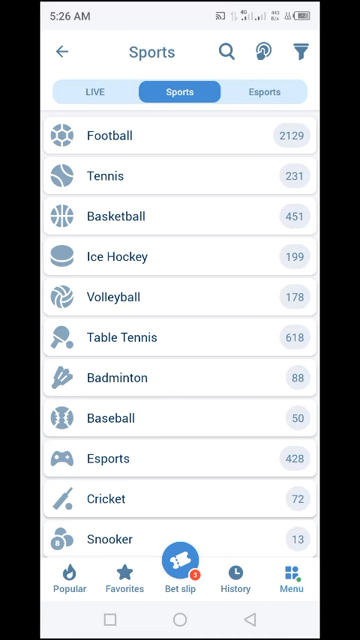 5:26 AM
Sports
LIVE Sports Esports
Football 2129
Tennis 231
Basketball 451
Ice Hockey 199
Volleyball 178
Table Tennis 618
Badminton 88
Baseball 50
Esports 428
Cricket 72
Snooker 13
3
Popular Favorites Bet slip History Menu